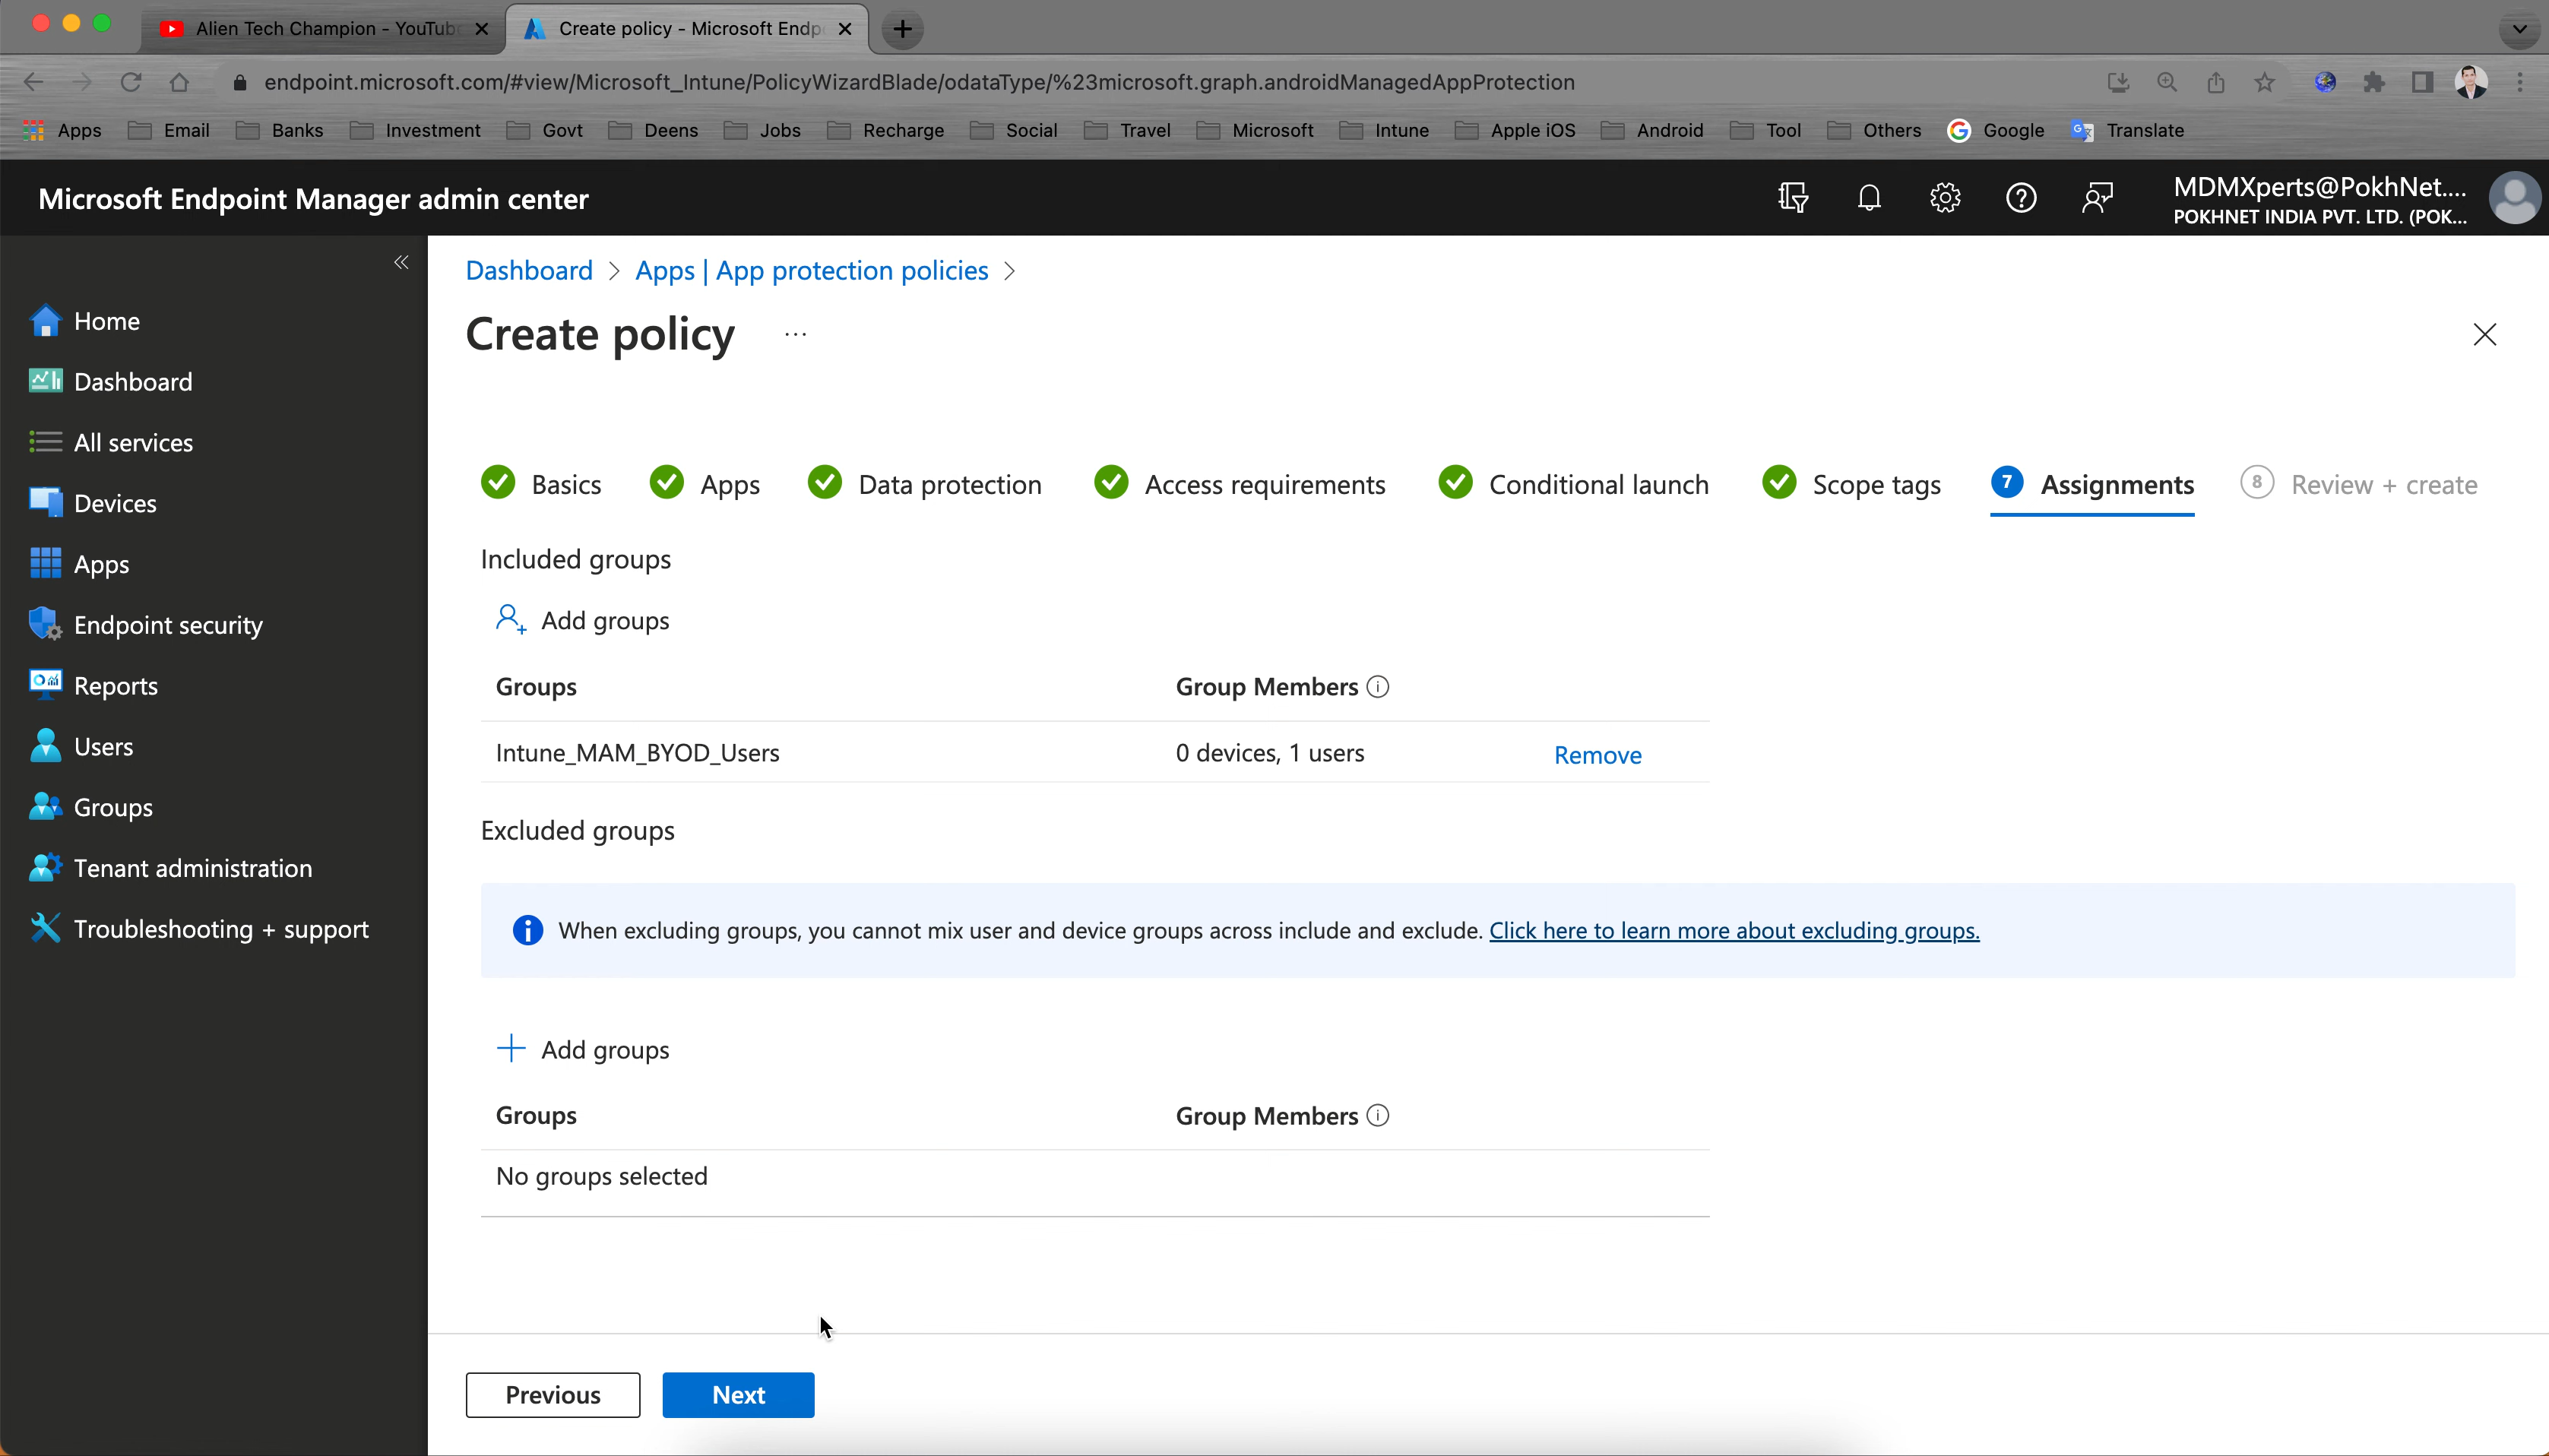 Alien Tech Champion - YouTub
Create policy - Microsoft Endp
endpoint.microsoft.com/#view/Microsoft_Intune/PolicyWizardBlade/odataType/%23microsoft.graph.androidManagedAppProtection
Apps Email Banks Investment Govt Deens Jobs Recharge Social Travel Microsoft Intune Apple iOS Android Tool Others Google Translate
Microsoft Endpoint Manager admin center
MDMXperts@PokhNet....
POKHNET INDIA PVT. LTD. (POK...
Home
Dashboard
All services
Devices
Apps
Endpoint security
Reports
Users
Groups
Tenant administration
Troubleshooting + support
Dashboard > Apps | App protection policies >
Create policy ...
Basics Apps Data protection Access requirements Conditional launch Scope tags 7 Assignments 8 Review + create
Included groups
Add groups
Groups Group Members
Intune_MAM_BYOD_Users 0 devices, 1 users Remove
Excluded groups
When excluding groups, you cannot mix user and device groups across include and exclude. Click here to learn more about excluding groups.
Add groups
Groups Group Members
No groups selected
Previous Next